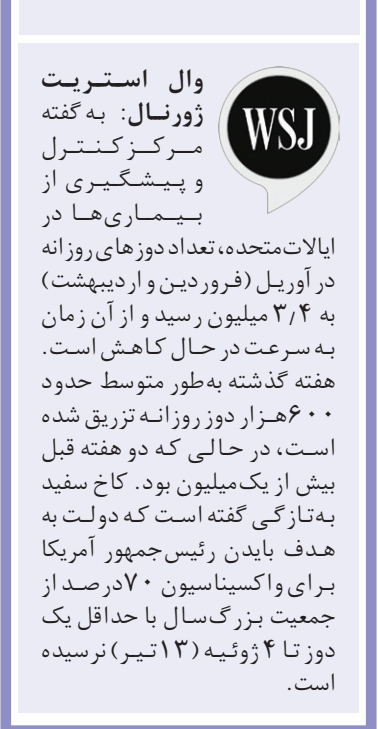 WSJ
وال استریت
ژورنال: به گفته
مرکز کنترل
و پیشگیری از
بیماری‌ها در
ایالات‌متحده، تعداد دوزهای روزانه
در آوریل (فروردین و اردیبهشت)
به ۳٫۴ میلیون رسید و از آن زمان
به سرعت در حال کاهش است.
هفته گذشته به‌طور متوسط حدود
۶۰۰هزار دوز روزانه تزریق شده
است، در حالی که دو هفته قبل
بیش از یک‌میلیون بود. کاخ سفید
به‌تازگی گفته است که دولت به
هدف بایدن رئیس‌جمهور آمریکا
برای واکسیناسیون ۷۰درصد از
جمعیت بزرگ‌سال با حداقل یک
دوز تا ۴ ژوئیه (۱۳تیر) نرسیده
است.